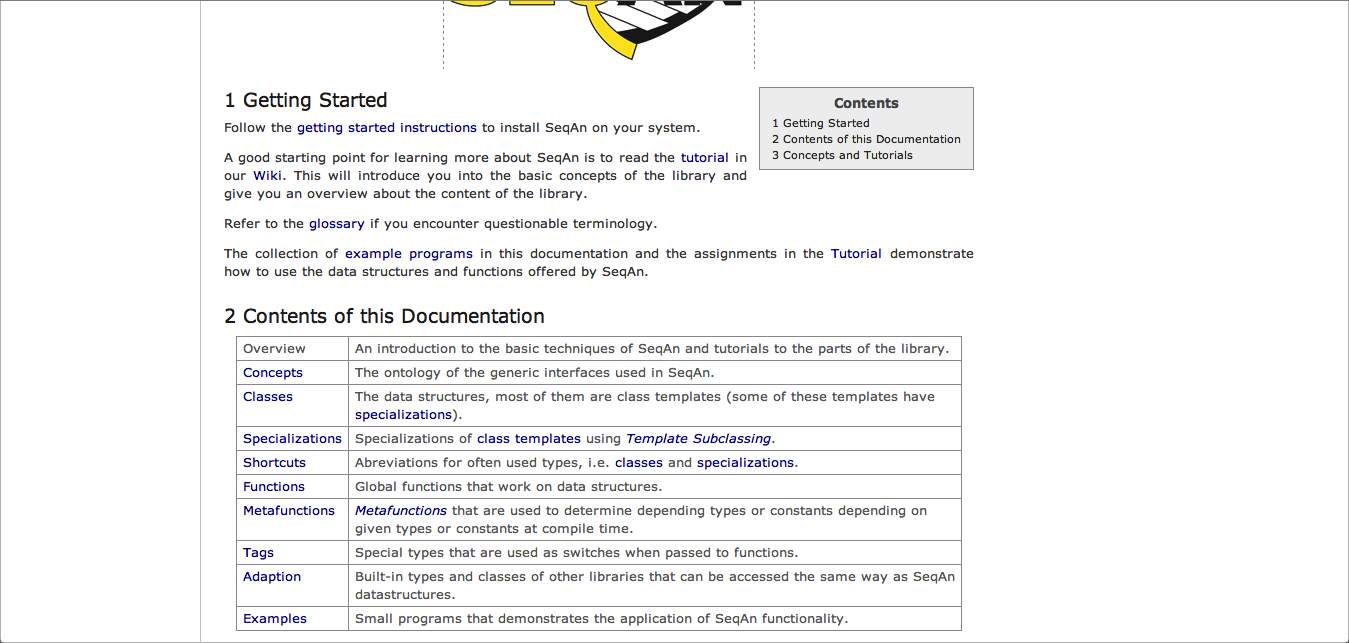 1 Getting Started
Contents
1 Getting Started
2 Contents of this Documentation
3 Concepts and Tutorials
Follow the getting started instructions to install SeqAn on your system.
A good starting point for learning more about SeqAn is to read the tutorial in
our Wiki. This will introduce you into the basic concepts of the library and
give you an overview about the content of the library.
Refer to the glossary if you encounter questionable terminology.
The collection of example programs in this documentation and the assignments in the Tutorial demonstrate
how to use the data structures and functions offered by SeqAn.
2 Contents of this Documentation
Overview An introduction to the basic techniques of SeqAn and tutorials to the parts of the library.
Concepts The ontology of the generic interfaces used in SeqAn.
Classes The data structures, most of them are class templates (some of these templates have
specializations).
Specializations Specializations of class templates using Template Subclassing.
Shortcuts Abreviations for often used types, i.e. classes and specializations.
Functions Global functions that work on data structures.
Metafunctions Metafunctions that are used to determine depending types or constants depending on
given types or constants at compile time.
Tags Special types that are used as switches when passed to functions.
Adaption Built-in types and classes of other libraries that can be accessed the same way as SeqAn
datastructures.
Examples Small programs that demonstrates the application of SeqAn functionality.